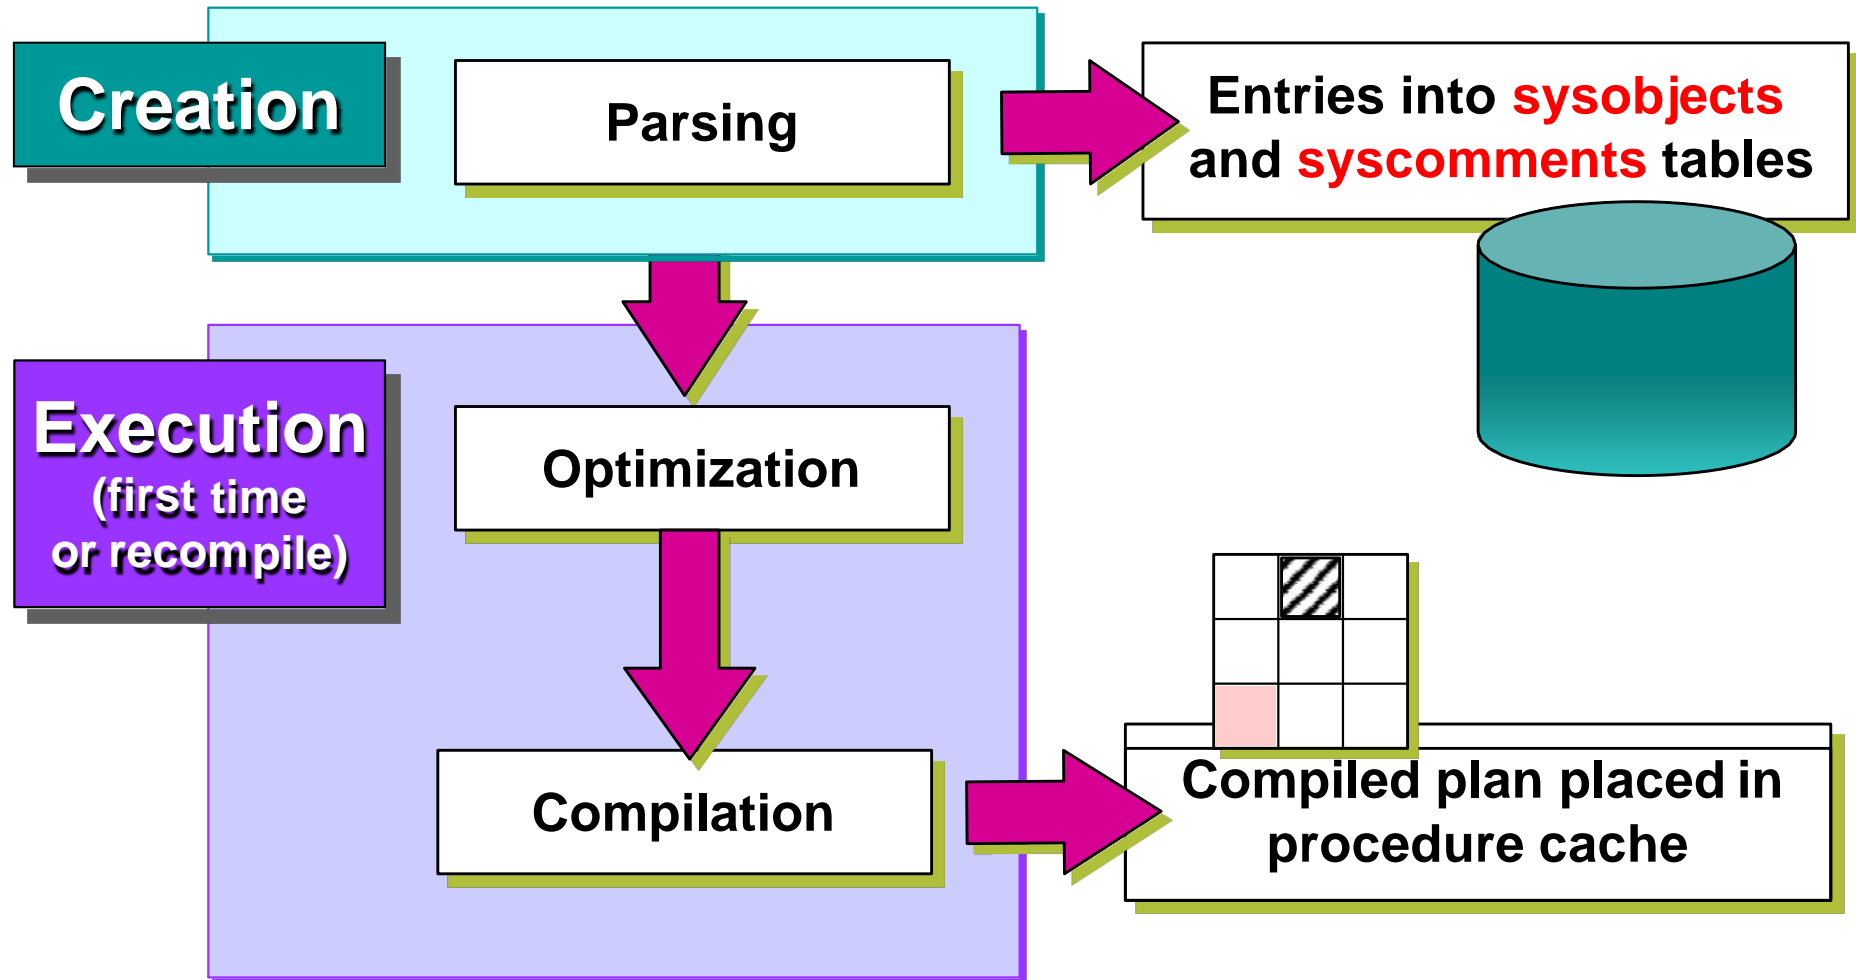 Creation
Parsing
Entries into sysobjects
and syscomments tables
Execution
(first time
or recompile)
Optimization
Compilation
Compiled plan placed in
procedure cache